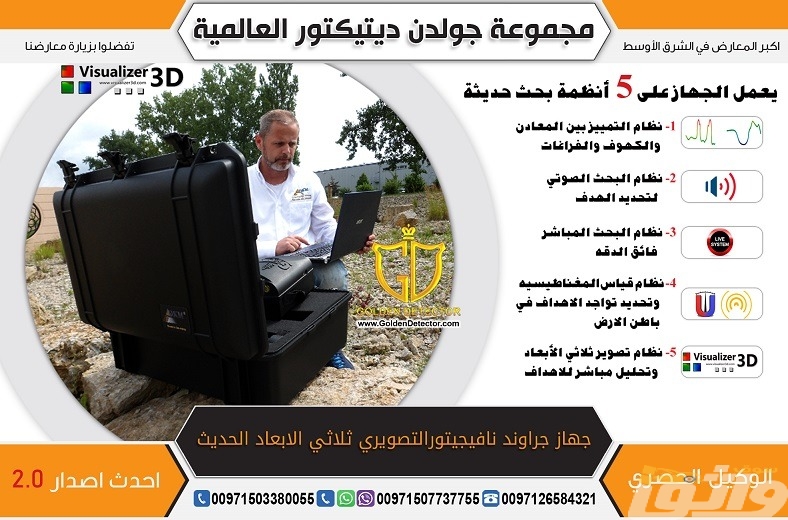 مجموعة جولدن ديتيكتور العالمية
اكبر المعارض في الشرق الأوسط
تفضلوا بزيارة معارضنا
Visualizer 3D
www.visualizer3d.com
يعمل الجهاز على 5 أنظمة بحث حديثة
1- نظام التمييز بين المعادن
والكهوف والفراغات
2- نظام البحث الصوتي
لتحديد الهدف
3- نظام البحث المباشر
فائق الدقه
LIVE SYSTEM
4- نظام قياس المغناطيسيه
وتحديد تواجد الاهداف في
باطن الارض
5- نظام تصوير ثلاثي الأبعاد
وتحليل مباشر للاهداف
Visualizer 3D
GOLDEN DETECTOR
www.GoldenDetector.com
جهاز جراوند نافيجيتورالتصويري ثلاثي الابعاد الحديث
الوكيل الحصري
احدث اصدار 2.0
00971503380055
00971507737755
0097126584321